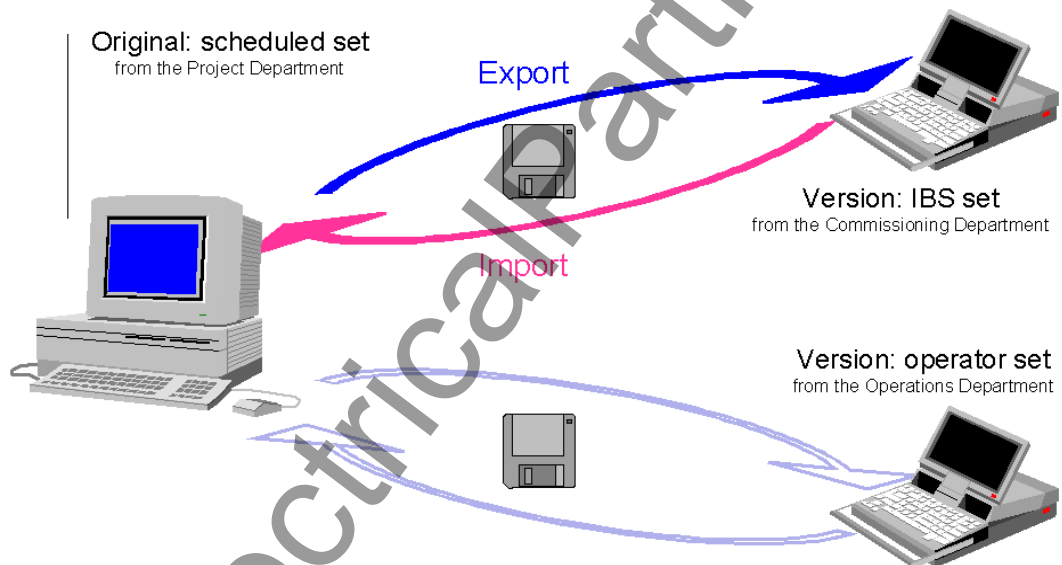 Original: scheduled set
from the Project Department
Export
Import
Version: IBS set
from the Commissioning Department
Version: operator set
from the Operations Department
ectricalPart